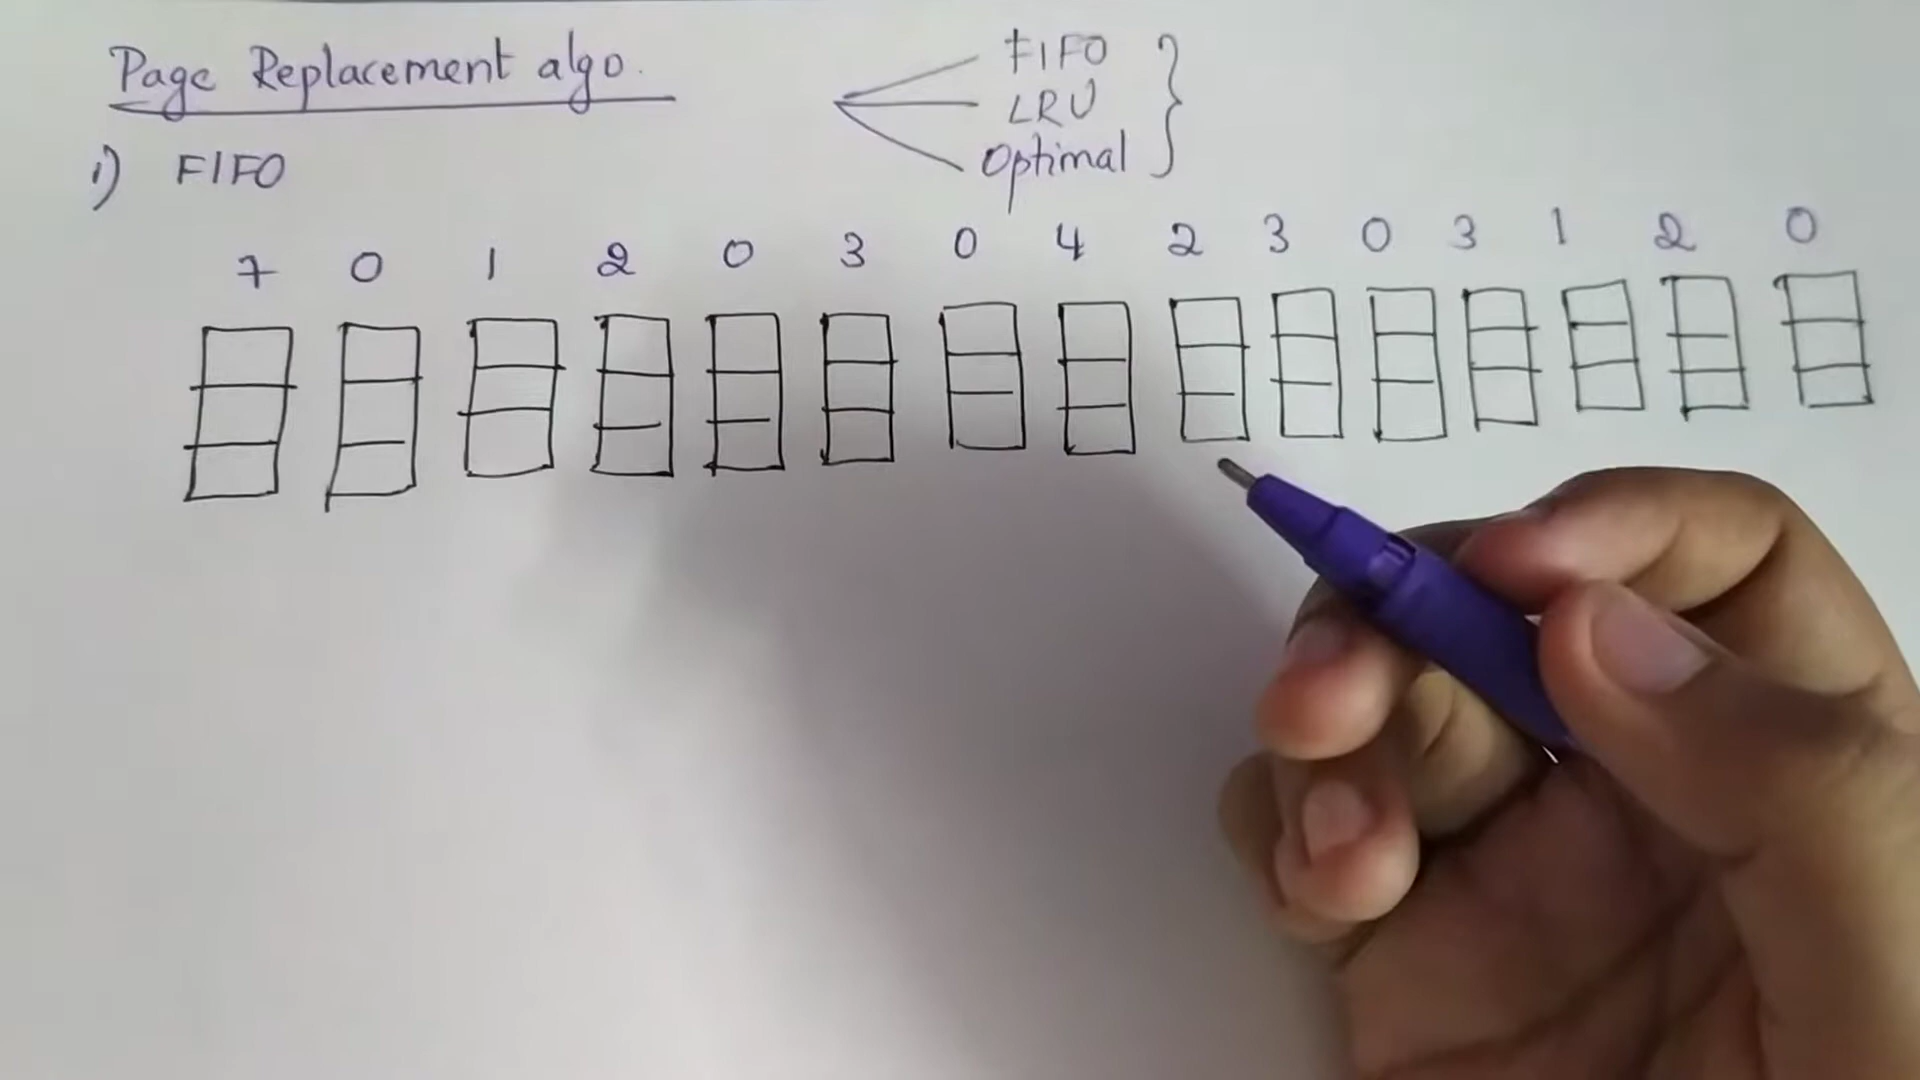 Page Replacement algo.
FIFO
LRU
Optimal
1) FIFO
7 0 1 2 0 3 0 4 2 3 0 3 1 2 0